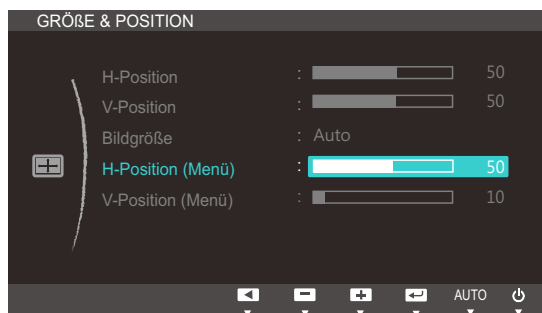 GRÖßE & POSITION
H-Position : 50
V-Position : 50
Bildgröße : Auto
H-Position (Menü) : 50
V-Position (Menü) : 10
AUTO